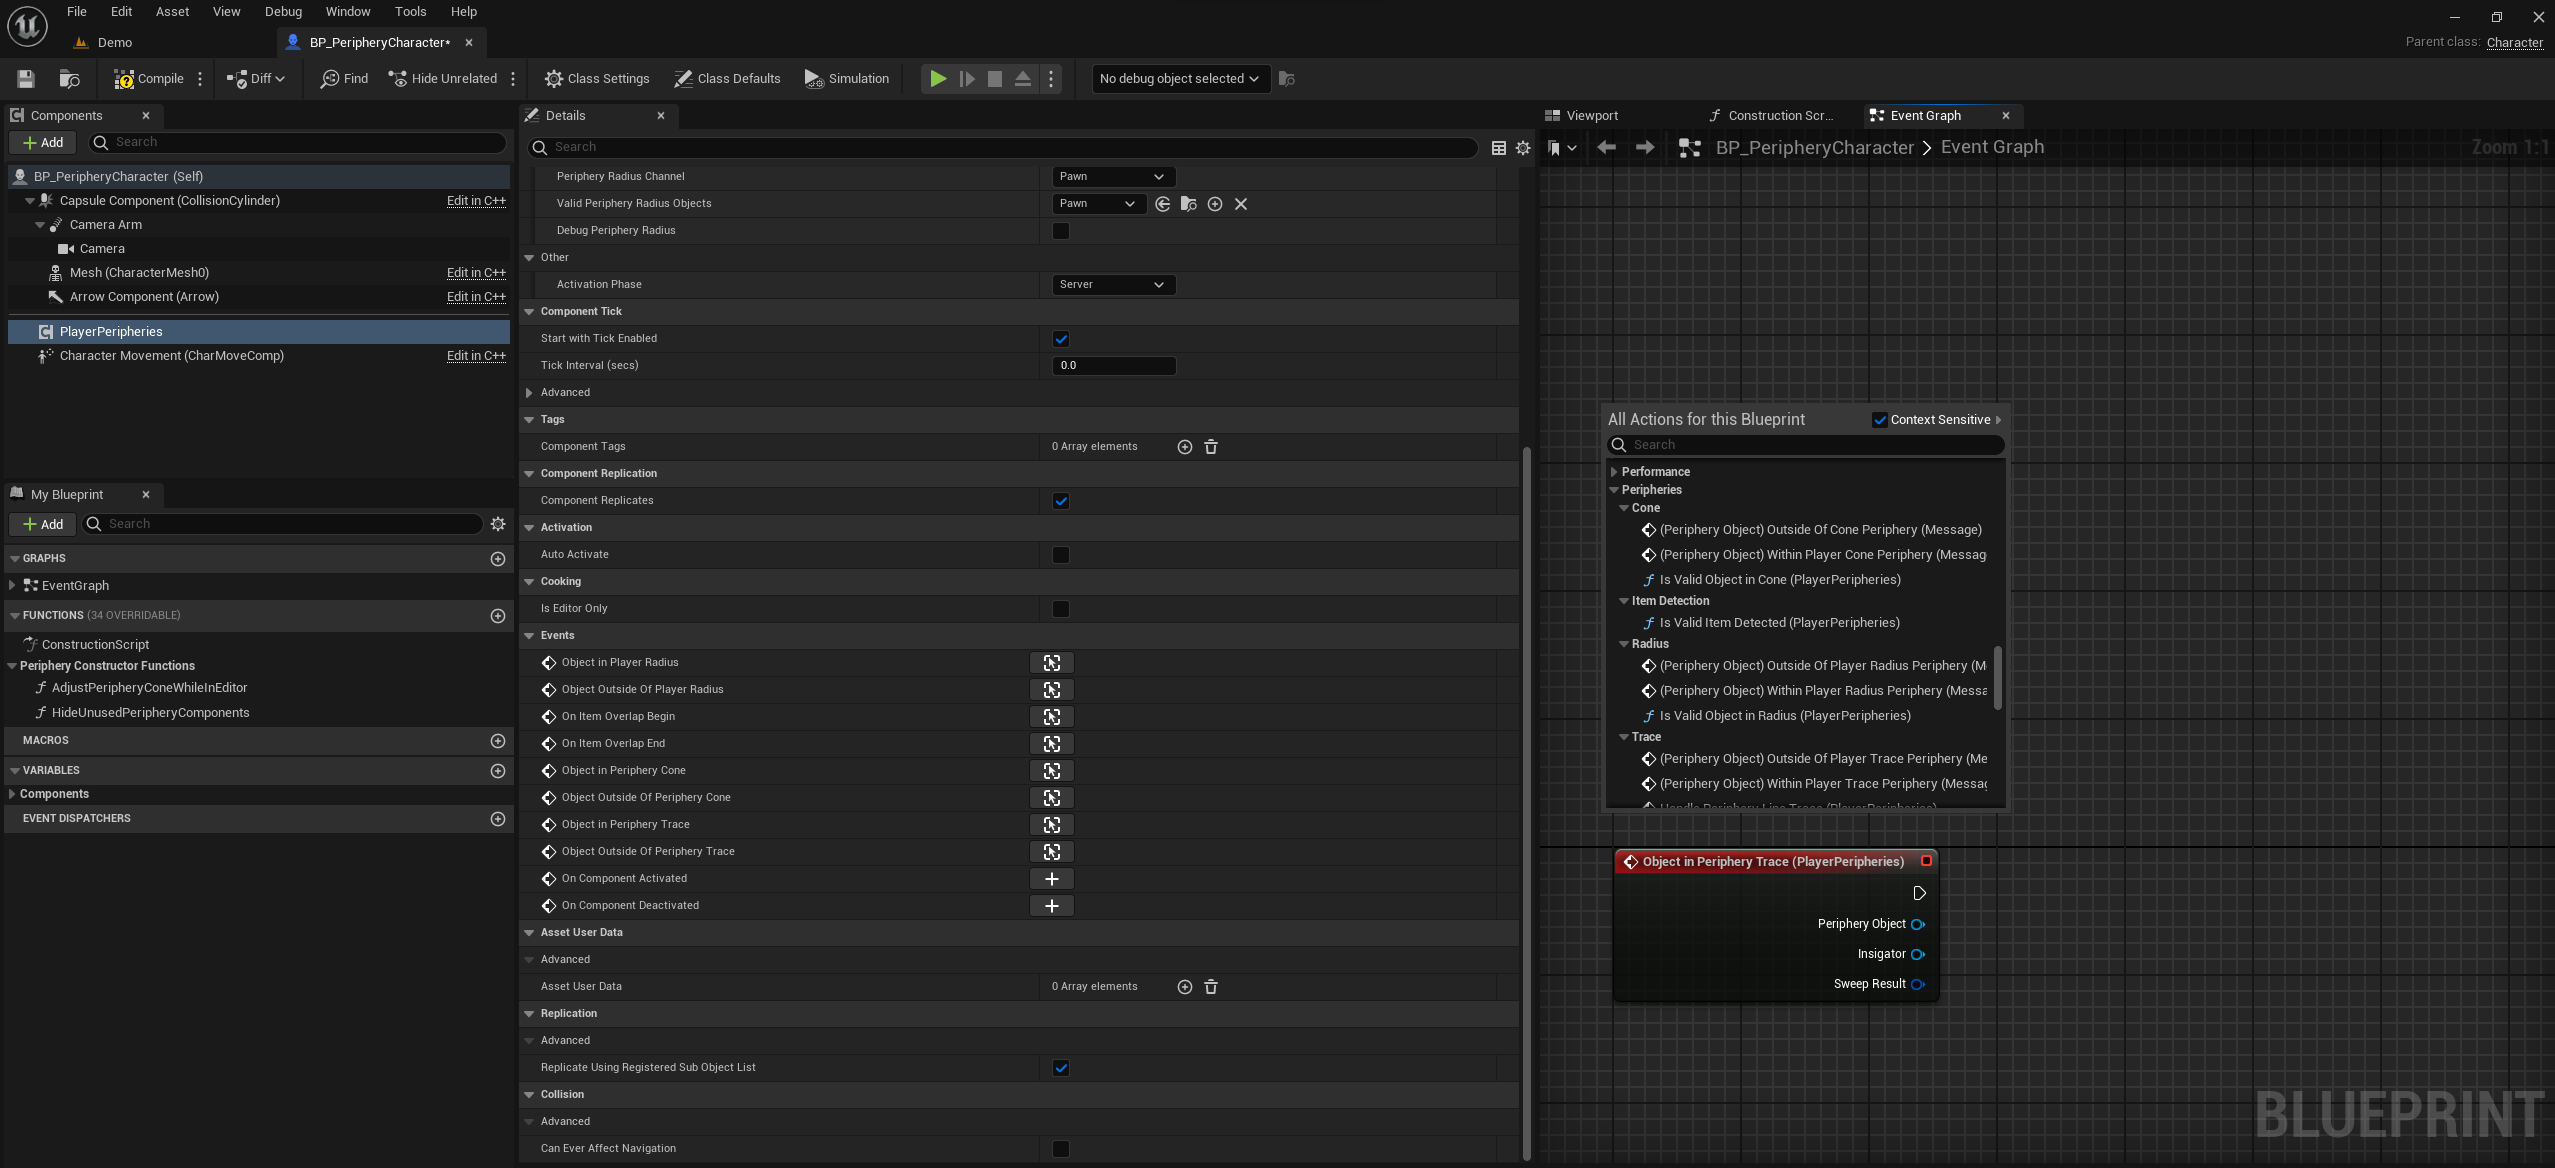 File Edit Asset View Debug Window Tools Help
Demo
BP_PeripheryCharacter*
Parent class: Character
Compile
Diff
Find
Hide Unrelated
Class Settings
Class Defaults
Simulation
No debug object selected
Components
Add
Search
BP_PeripheryCharacter (Self)
Capsule Component (CollisionCylinder) Edit in C++
Camera Arm
Camera
Mesh (CharacterMesh0) Edit in C++
Arrow Component (Arrow) Edit in C++
PlayerPeripheries
Character Movement (CharMoveComp) Edit in C++
My Blueprint
Add
Search
GRAPHS
EventGraph
FUNCTIONS (34 OVERRIDABLE)
ConstructionScript
Periphery Constructor Functions
AdjustPeripheryConeWhileInEditor
HideUnusedPeripheryComponents
MACROS
VARIABLES
Components
EVENT DISPATCHERS
Details
Search
Periphery Radius Channel Pawn
Valid Periphery Radius Objects Pawn
Debug Periphery Radius
Other
Activation Phase Server
Component Tick
Start with Tick Enabled
Tick Interval (secs) 0.0
Advanced
Tags
Component Tags 0 Array elements
Component Replication
Component Replicates
Activation
Auto Activate
Cooking
Is Editor Only
Events
Object in Player Radius
Object Outside Of Player Radius
On Item Overlap Begin
On Item Overlap End
Object in Periphery Cone
Object Outside Of Periphery Cone
Object in Periphery Trace
Object Outside Of Periphery Trace
On Component Activated
On Component Deactivated
Asset User Data
Advanced
Asset User Data 0 Array elements
Replication
Advanced
Replicate Using Registered Sub Object List
Collision
Advanced
Can Ever Affect Navigation
Viewport
Construction Scr...
Event Graph
BP_PeripheryCharacter > Event Graph
Zoom 1:1
All Actions for this Blueprint Context Sensitive
Search
Performance
Peripheries
Cone
(Periphery Object) Outside Of Cone Periphery (Message)
(Periphery Object) Within Player Cone Periphery (Messag
Is Valid Object in Cone (PlayerPeripheries)
Item Detection
Is Valid Item Detected (PlayerPeripheries)
Radius
(Periphery Object) Outside Of Player Radius Periphery (M
(Periphery Object) Within Player Radius Periphery (Messa
Is Valid Object in Radius (PlayerPeripheries)
Trace
(Periphery Object) Outside Of Player Trace Periphery (Me
(Periphery Object) Within Player Trace Periphery (Messag
Handle Periphery Line Trace (PlayerPeripheries)
Object in Periphery Trace (PlayerPeripheries)
Periphery Object
Insigator
Sweep Result
BLUEPRINT